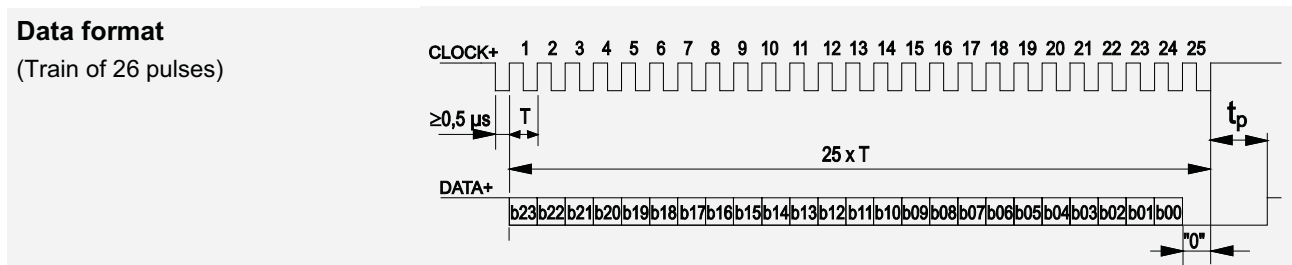 Data format
(Train of 26 pulses)
CLOCK+ 1 2 3 4 5 6 7 8 9 10 11 12 13 14 15 16 17 18 19 20 21 22 23 24 25
≥0,5 µs T tp
25 x T
DATA+
b23 b22 b21 b20 b19 b18 b17 b16 b15 b14 b13 b12 b11 b10 b09 b08 b07 b06 b05 b04 b03 b02 b01 b00
"0"